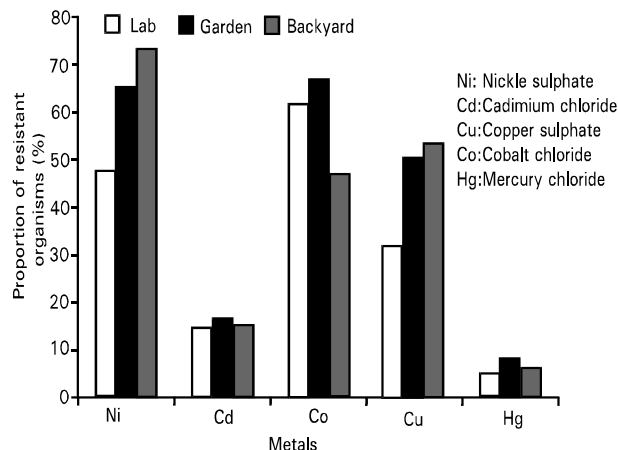 80
Lab Garden Backyard
70
60
50
40
30
20
10
0
Proportion of resistant
organisms (%)
Ni: Nickle sulphate
Cd:Cadimium chloride
Cu:Copper sulphate
Co:Cobalt chloride
Hg:Mercury chloride
Ni Cd Co Cu Hg
Metals